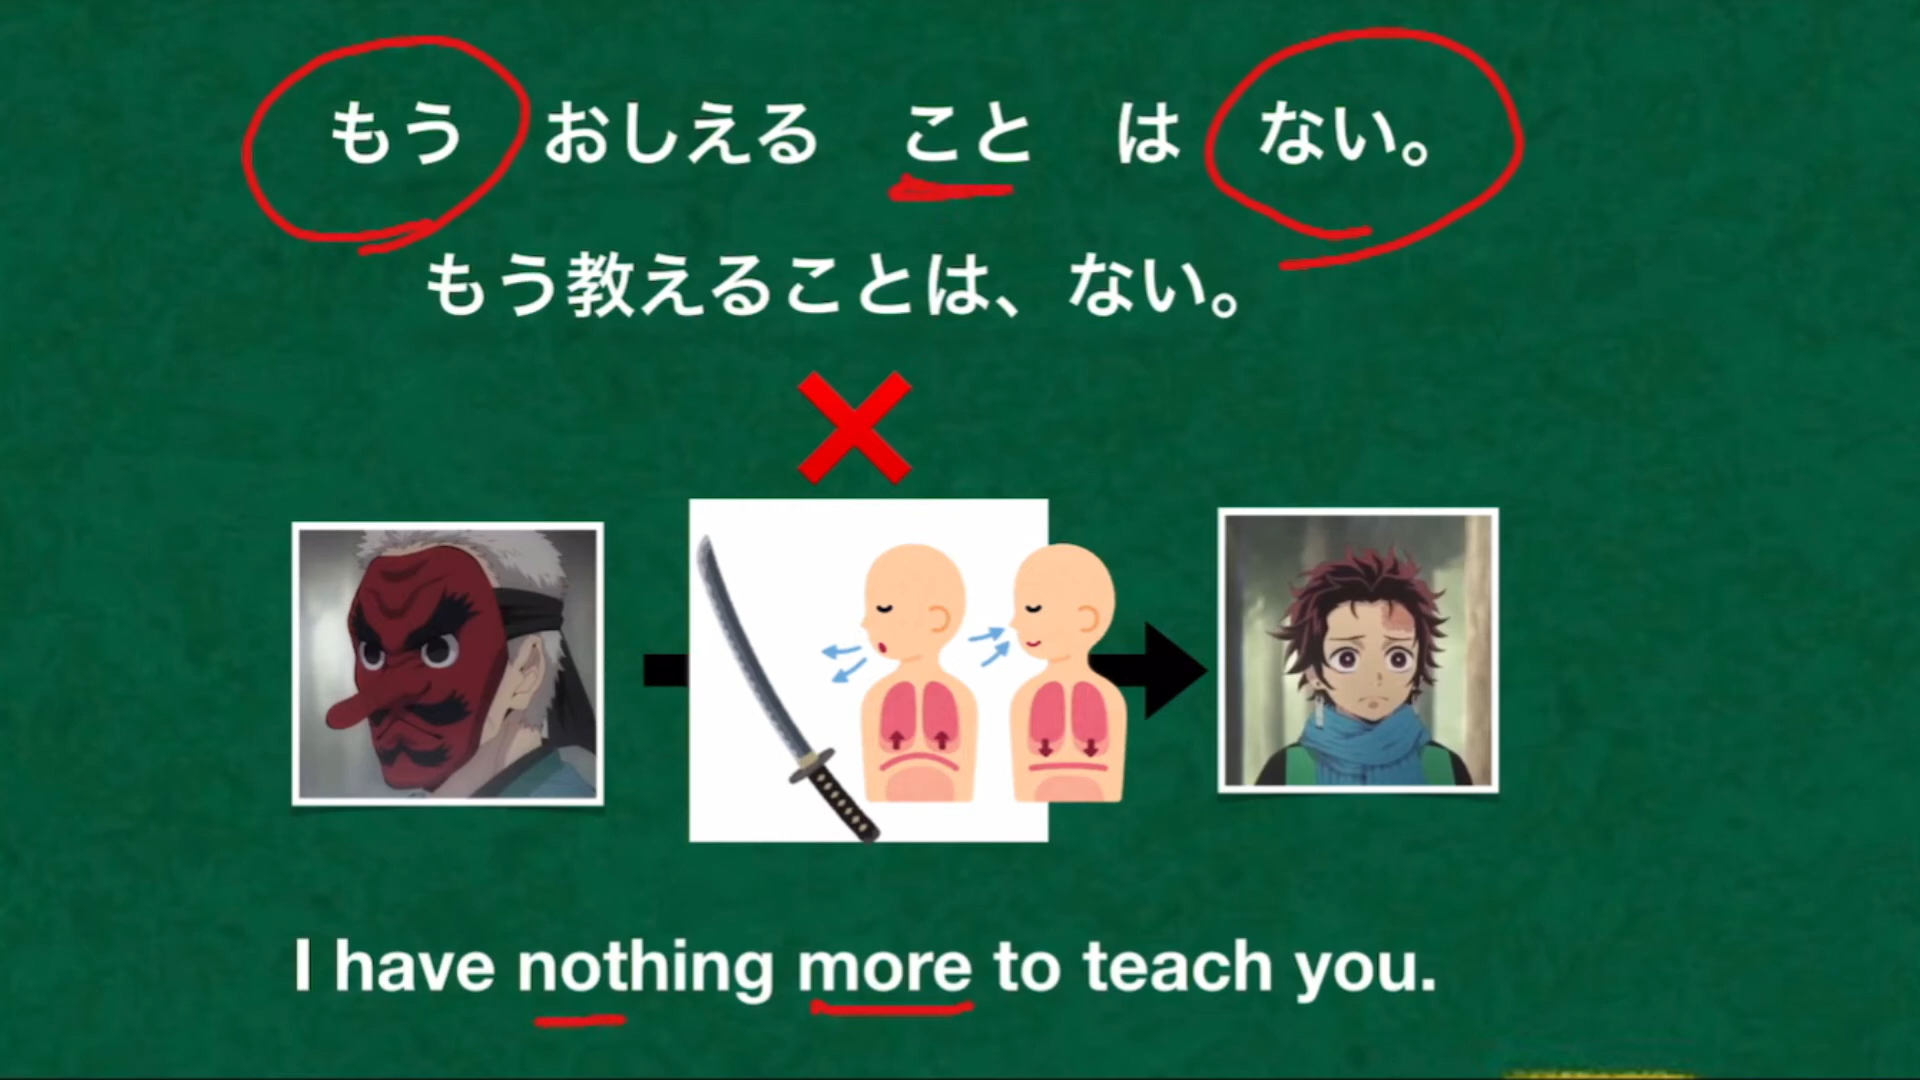 もう おしえる こと は ない。
もう教えることは、ない。
I have nothing more to teach you.